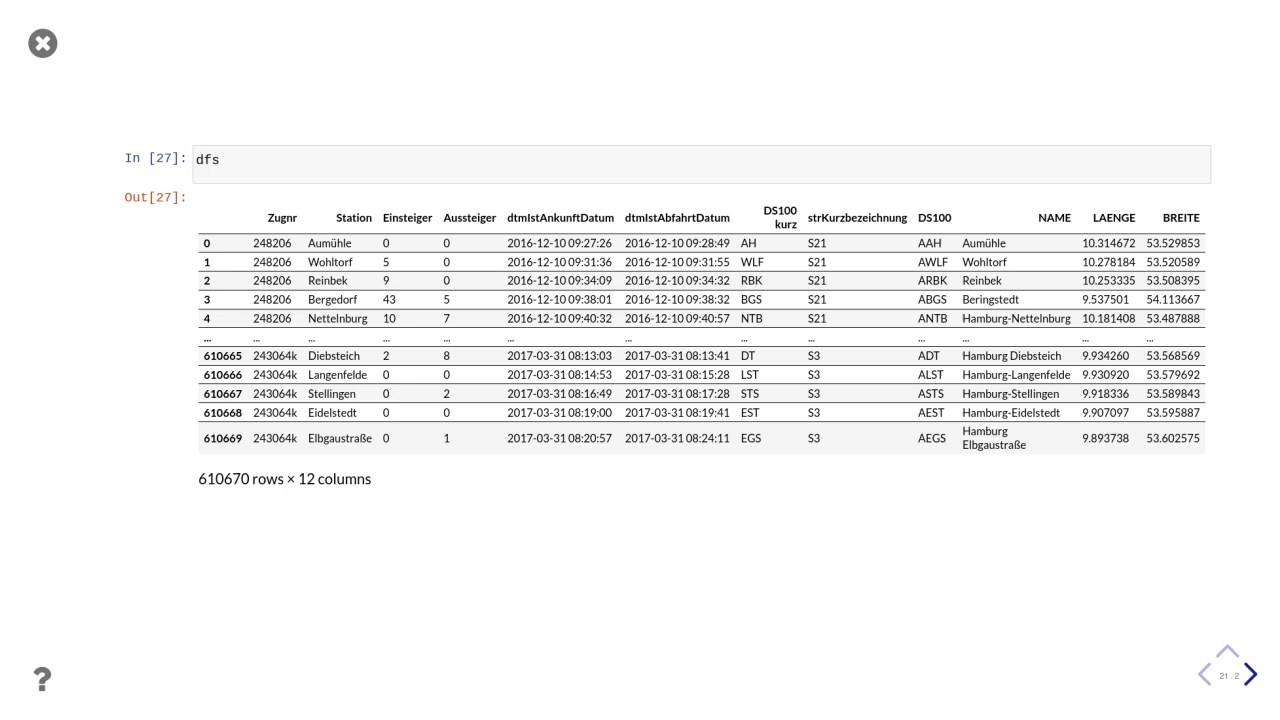 In [27]: dfs
Out[27]:
Zugnr Station Einsteiger Aussteiger dtmIstAnkunftDatum dtmIstAbfahrtDatum DS100 kurz strKurzbezeichnung DS100 NAME LAENGE BREITE
0 248206 Aumühle 0 0 2016-12-10 09:27:26 2016-12-10 09:28:49 AH S21 AAH Aumühle 10.314672 53.529853
1 248206 Wohltorf 5 0 2016-12-10 09:31:36 2016-12-10 09:31:55 WLF S21 AWLF Wohltorf 10.278184 53.520589
2 248206 Reinbek 9 0 2016-12-10 09:34:09 2016-12-10 09:34:32 RBK S21 ARBK Reinbek 10.253335 53.508395
3 248206 Bergedorf 43 5 2016-12-10 09:38:01 2016-12-10 09:38:32 BGS S21 ABGS Beringstedt 9.537501 54.113667
4 248206 Nettelnburg 10 7 2016-12-10 09:40:32 2016-12-10 09:40:57 NTB S21 ANTB Hamburg-Nettelnburg 10.181408 53.487888
... ... ... ... ... ... ... ... ... ... ... ... ...
610665 243064k Diebsteich 2 8 2017-03-31 08:13:03 2017-03-31 08:13:41 DT S3 ADT Hamburg Diebsteich 9.934260 53.568569
610666 243064k Langenfelde 0 0 2017-03-31 08:14:53 2017-03-31 08:15:28 LST S3 ALST Hamburg-Langenfelde 9.930920 53.579692
610667 243064k Stellingen 0 2 2017-03-31 08:16:49 2017-03-31 08:17:28 STS S3 ASTS Hamburg-Stellingen 9.918336 53.589843
610668 243064k Eidelstedt 0 0 2017-03-31 08:19:00 2017-03-31 08:19:41 EST S3 AEST Hamburg-Eidelstedt 9.907097 53.595887
610669 243064k Elbgaustraße 0 1 2017-03-31 08:20:57 2017-03-31 08:24:11 EGS S3 AEGS Hamburg Elbgaustraße 9.893738 53.602575
610670 rows × 12 columns
?
21 . 2